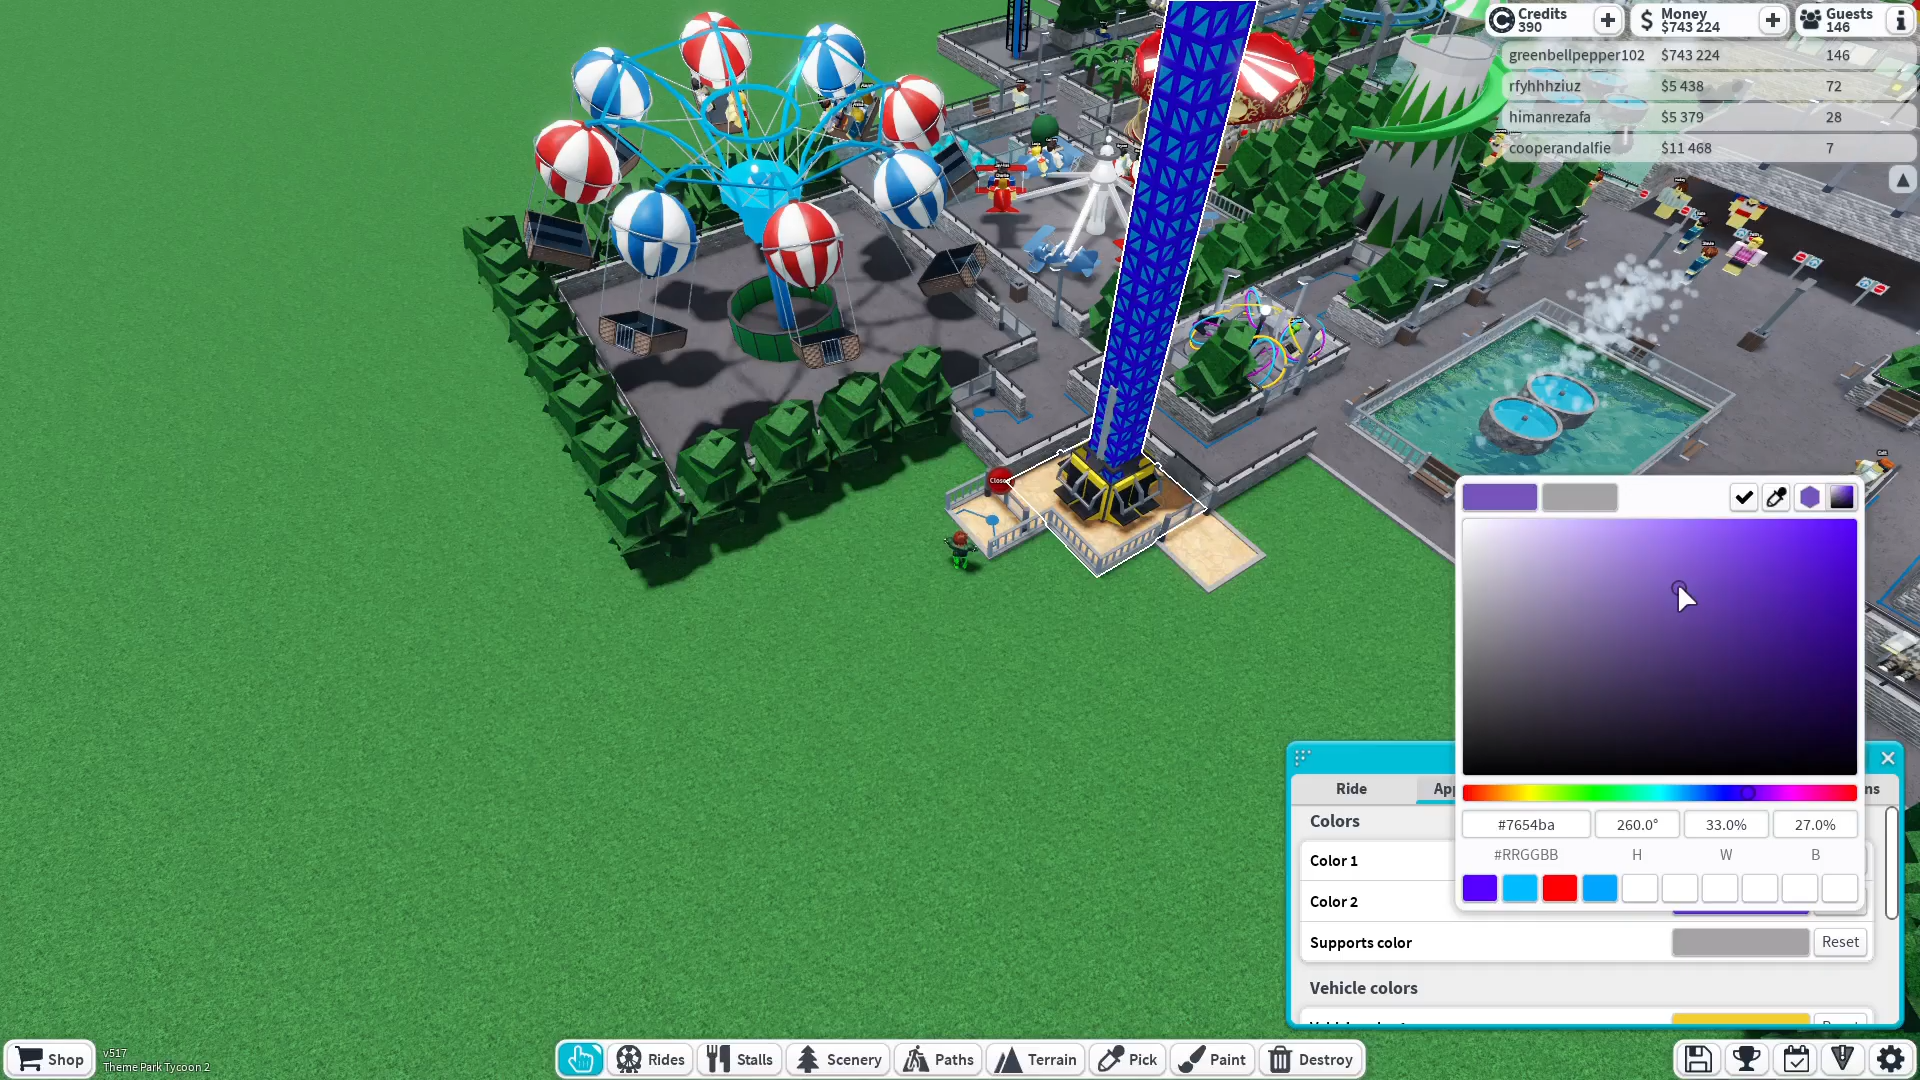 Credits
390
Money
$743 224
Guests
146
greenbellpepper102 $743 224 146
rfyhhhziuz $5 438 72
himanrezafa $5 379 28
cooperandalfie $11 468 7
Ride
Colors
Color 1
Color 2
Supports color Reset
Vehicle colors
#7654ba 260.0° 33.0% 27.0%
#RRGGBB H W B
Shop
v517
Theme Park Tycoon 2
Rides
Stalls
Scenery
Paths
Terrain
Pick
Paint
Destroy